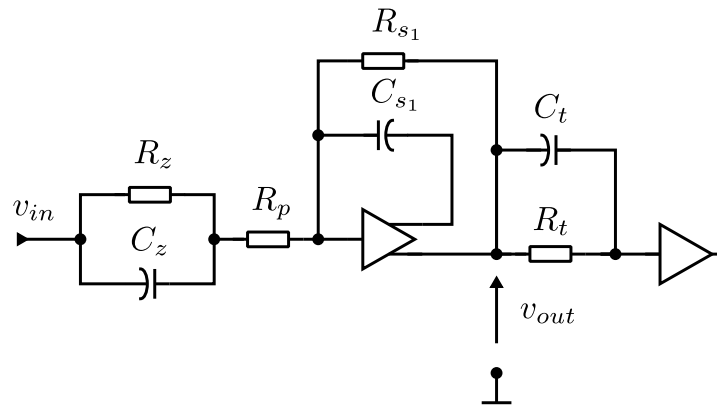 R_{s_1}
C_{s_1}
C_t
R_z
v_{in}
R_p
R_t
C_z
v_{out}